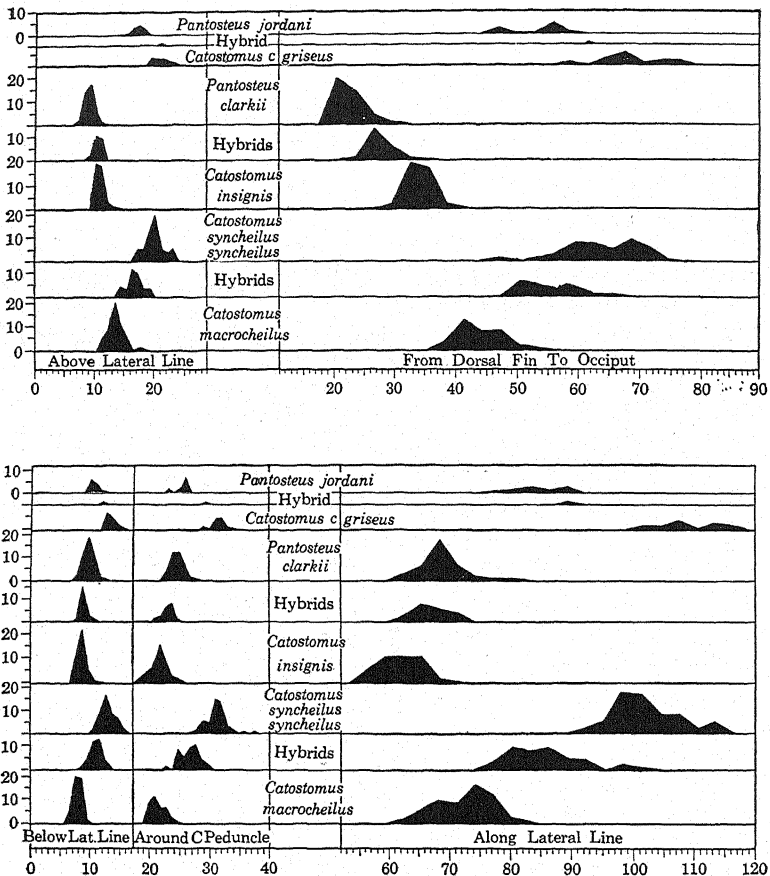 10
Pantosteus jordani
0
Hybrid
Catostomus c griseus
20
Pantosteus
10
clarkii
10
Hybrids
20
Catostomus
10
insignis
20
Catostomus
syncheilus
10
syncheilus
10
Hybrids
20
Catostomus
10
macrocheilus
0
Above Lateral Line From Dorsal Fin To Occiput
0 10 20 20 30 40 50 60 70 80 90
10
Pantosteus jordani
0
Hybrid
Catostomus c griseus
20
Pantosteus
10
clarkii
0
10
Hybrids
20
Catostomus
10
insignis
20
Catostomus
syncheilus
10
syncheilus
10
Hybrids
20
Catostomus
10
macrocheilus
0
Below Lat. Line Around C Peduncle Along Lateral Line
0 10 20 30 40 60 70 80 90 100 110 120